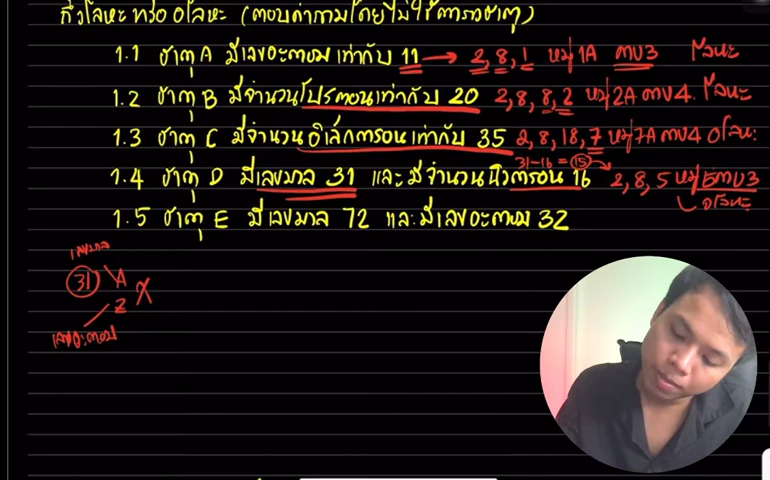 กึ่งโลหะ หรือ อโลหะ (ตอบคำถามโดยไม่ใช้ตารางธาตุ)
1.1 ธาตุ A มีเลขอะตอม เท่ากับ 11 → 2, 8, 1 หมู่ 1A คาบ 3 โลหะ
1.2 ธาตุ B มีจำนวนโปรตอนเท่ากับ 20 2, 8, 8, 2 หมู่ 2A คาบ 4 โลหะ
1.3 ธาตุ C มีจำนวน อิเล็กตรอนเท่ากับ 35 2, 8, 18, 7 หมู่ 7A คาบ 4 อโลหะ
31-16 = 15
1.4 ธาตุ D มีเลขมวล 31 และมีจำนวนนิวตรอน 16 2, 8, 5 หมู่ 5 คาบ 3
อโลหะ
1.5 ธาตุ E มีเลขมวล 72 และมีเลขอะตอม 32
เลขมวล
31 A X
Z
เลขอะตอม